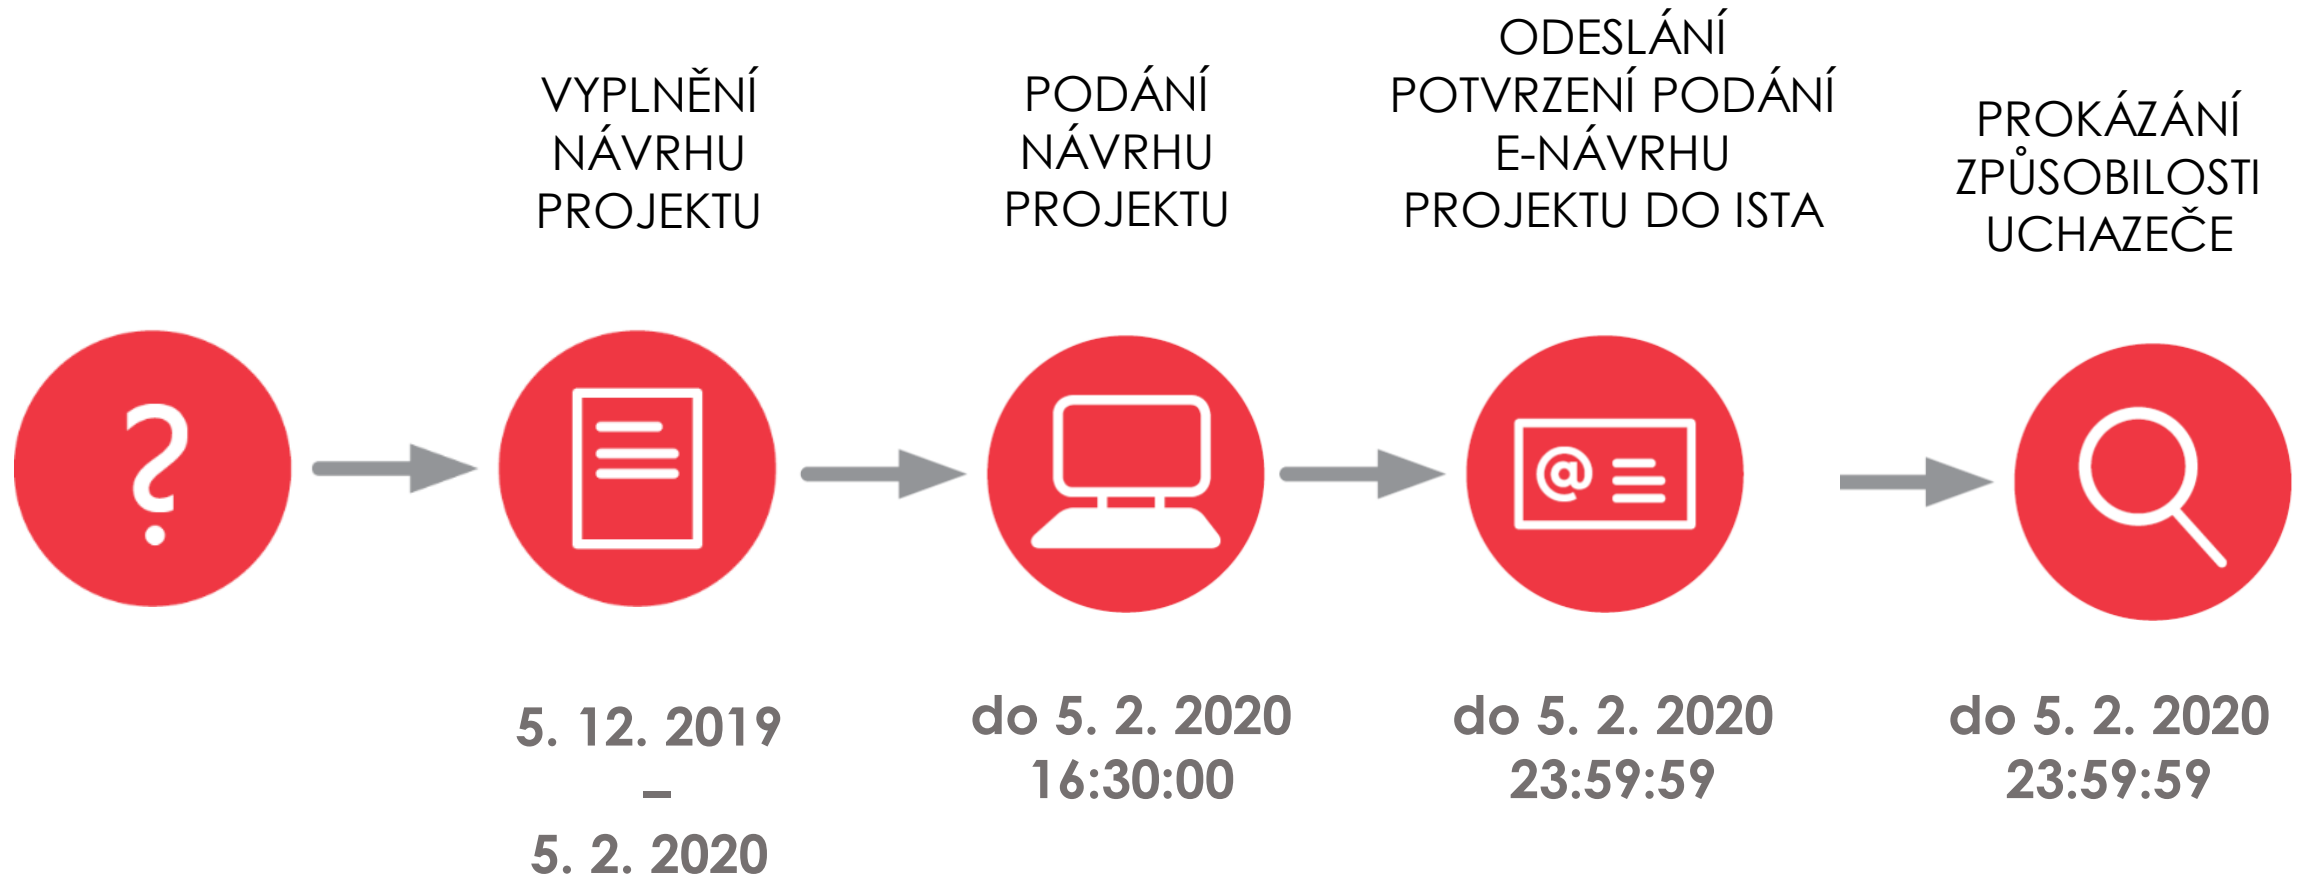 VYPLNĚNÍ
NÁVRHU
PROJEKTU
PODÁNÍ
NÁVRHU
PROJEKTU
ODESLÁNÍ
POTVRZENÍ PODÁNÍ
E-NÁVRHU
PROJEKTU DO ISTA
PROKÁZÁNÍ
ZPŮSOBILOSTI
UCHAZEČE
?
@
5. 12. 2019
–
5. 2. 2020
do 5. 2. 2020
16:30:00
do 5. 2. 2020
23:59:59
do 5. 2. 2020
23:59:59